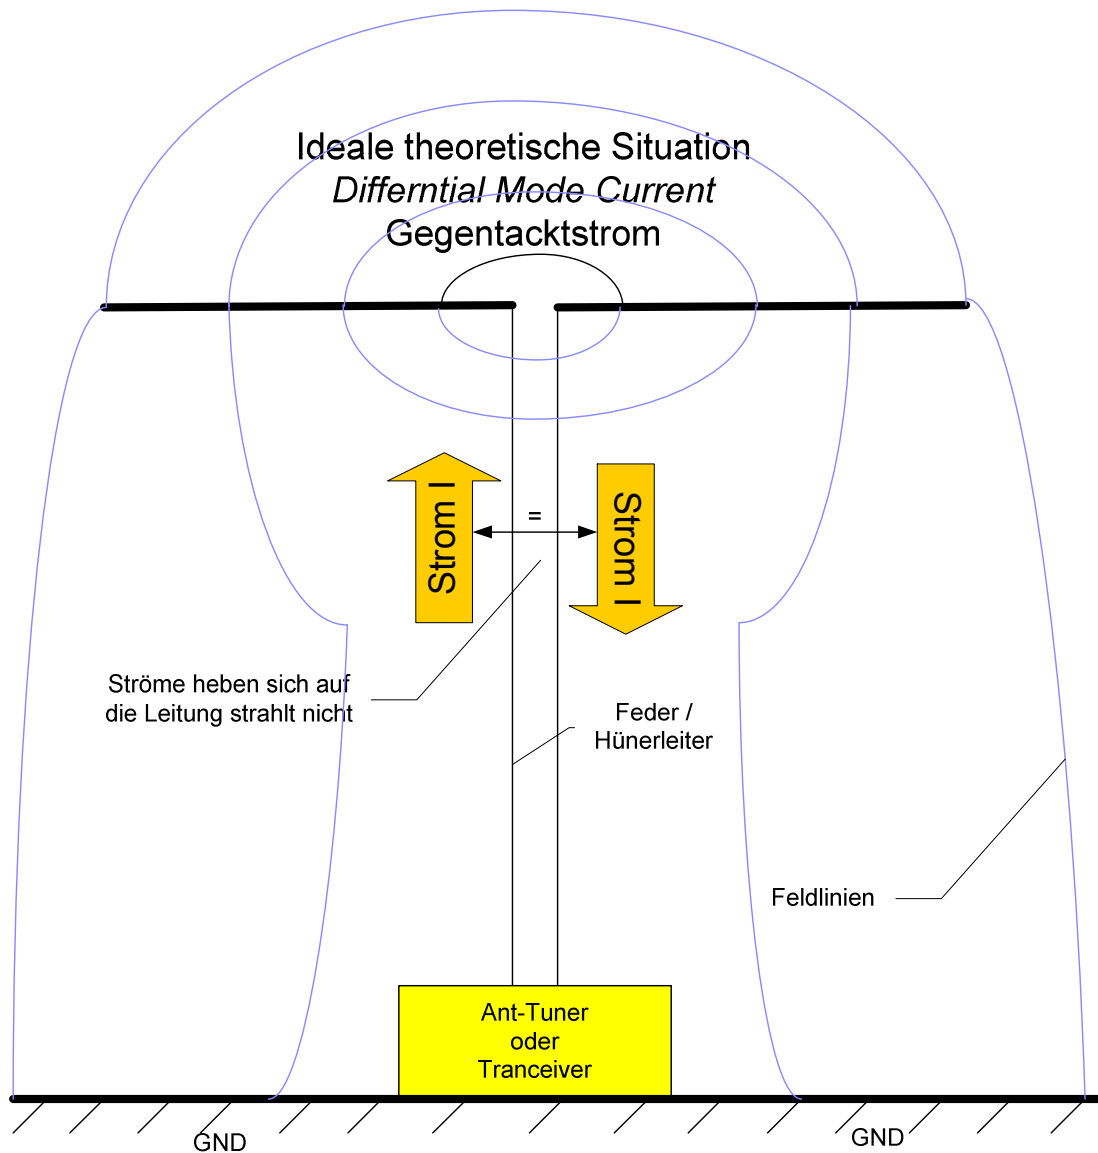 Ideale theoretische Situation
Differntial Mode Current
Gegentacktstrom
Strom I
=
Strom I
Ströme heben sich auf
die Leitung strahlt nicht
Feder /
Hünerleiter
Feldlinien
Ant-Tuner
oder
Tranceiver
GND
GND